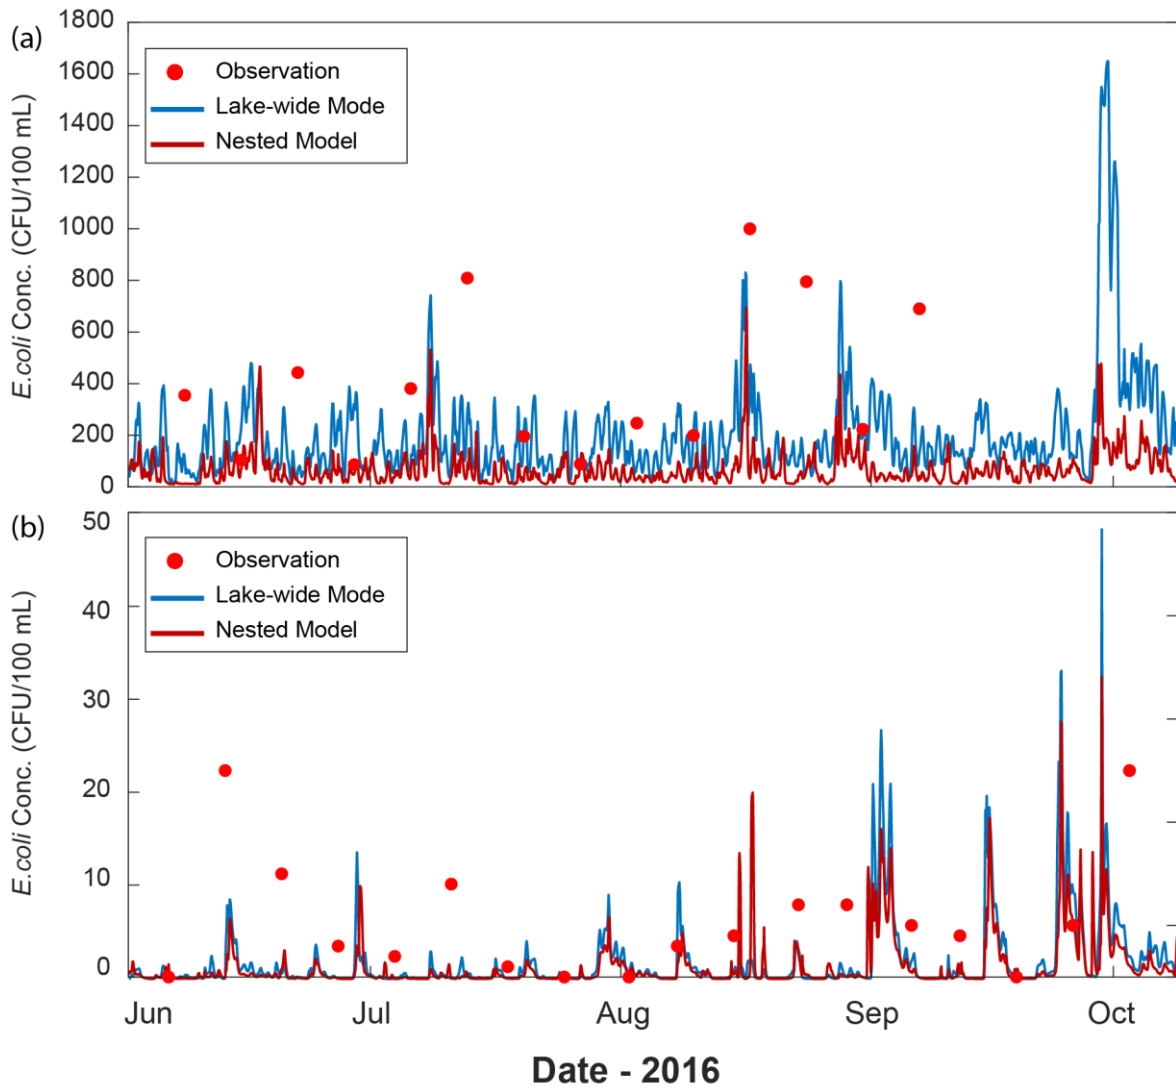 (a)
E.coli Conc. (CFU/100 mL)
1800
1600
1400
1200
1000
800
600
400
200
0
Observation
Lake-wide Mode
Nested Model
(b)
E.coli Conc. (CFU/100 mL)
50
40
30
20
10
0
Observation
Lake-wide Mode
Nested Model
Jun Jul Aug Sep Oct
Date - 2016